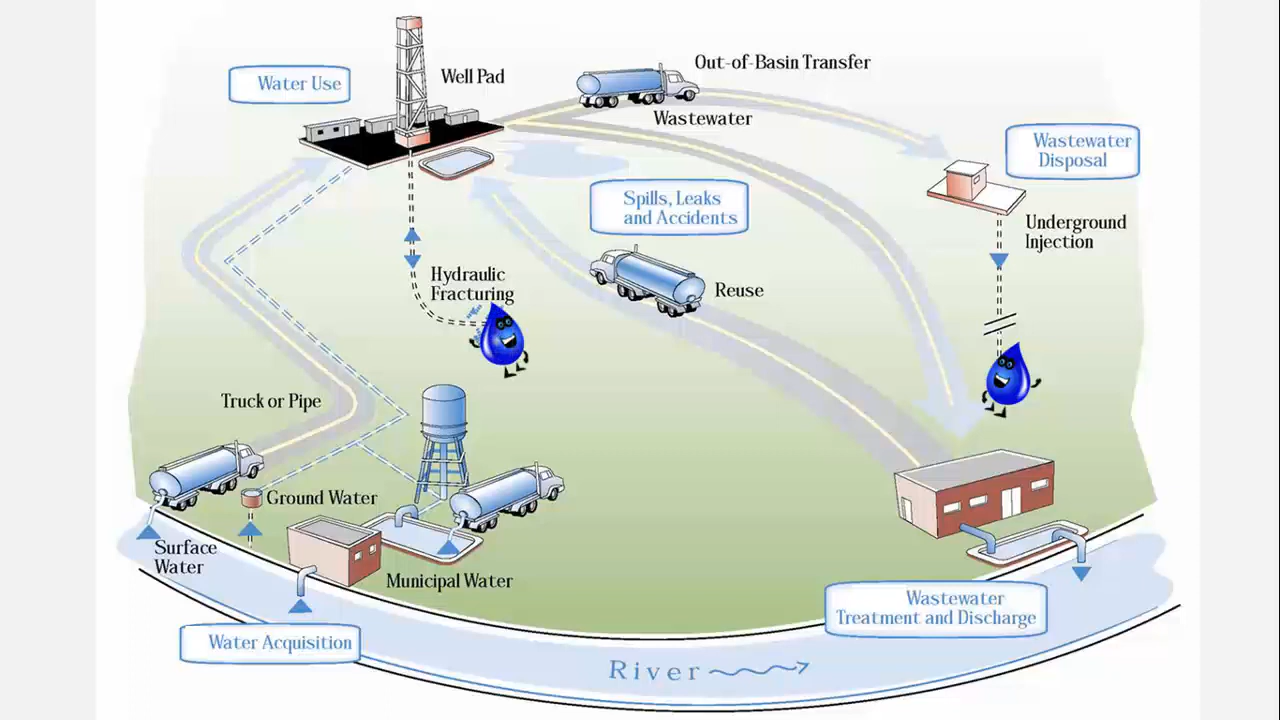 Out-of-Basin Transfer
Well Pad
Water Use
Wastewater
Wastewater
Disposal
Spills, Leaks
and Accidents
Underground
Injection
Hydraulic
Fracturing
Reuse
Truck or Pipe
Ground Water
Surface
Water
Municipal Water
Wastewater
Treatment and Discharge
Water Acquisition
River